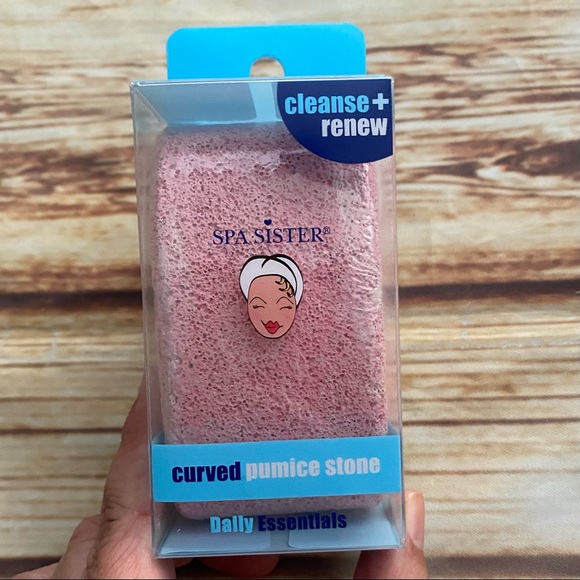 cleanse+
renew
SPA SISTER®
curved pumice stone
Daily Essentials